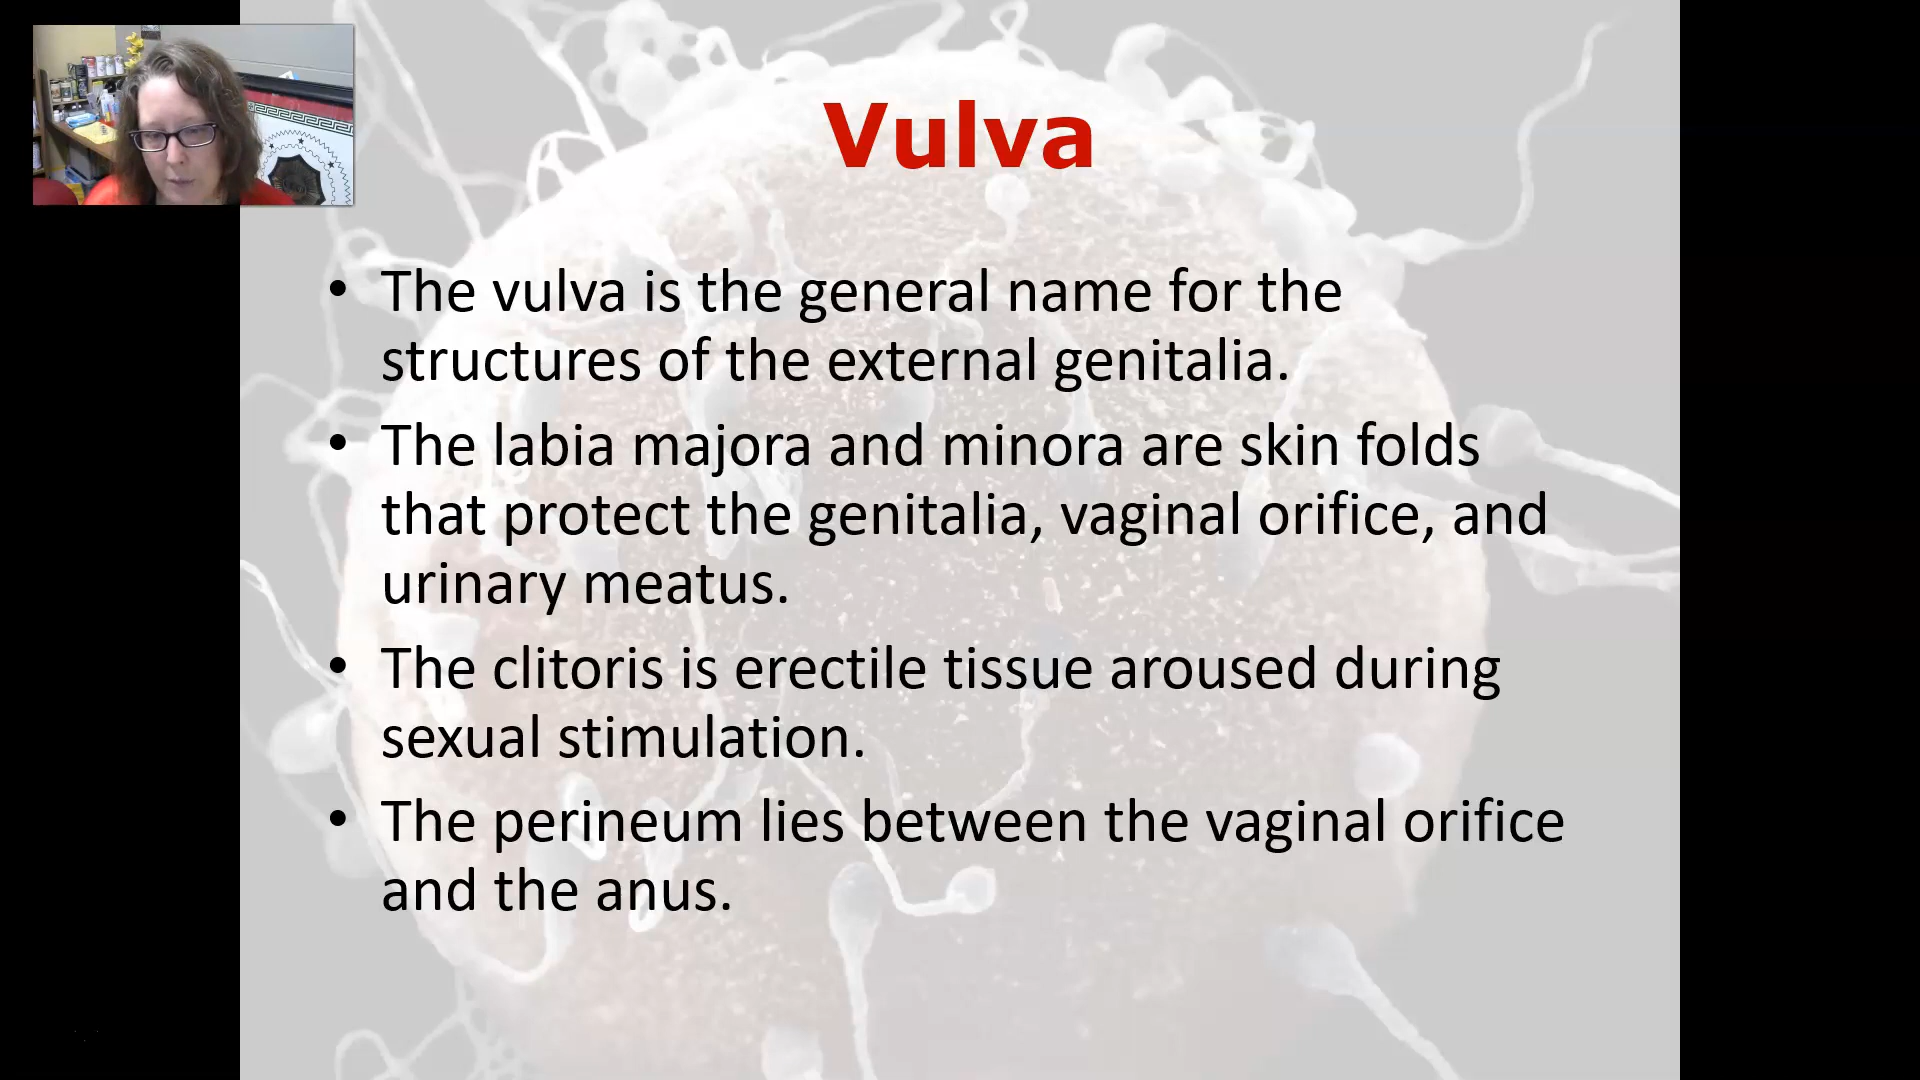 Vulva
• The vulva is the general name for the
structures of the external genitalia.
• The labia majora and minora are skin folds
that protect the genitalia, vaginal orifice, and
urinary meatus.
• The clitoris is erectile tissue aroused during
sexual stimulation.
• The perineum lies between the vaginal orifice
and the anus.